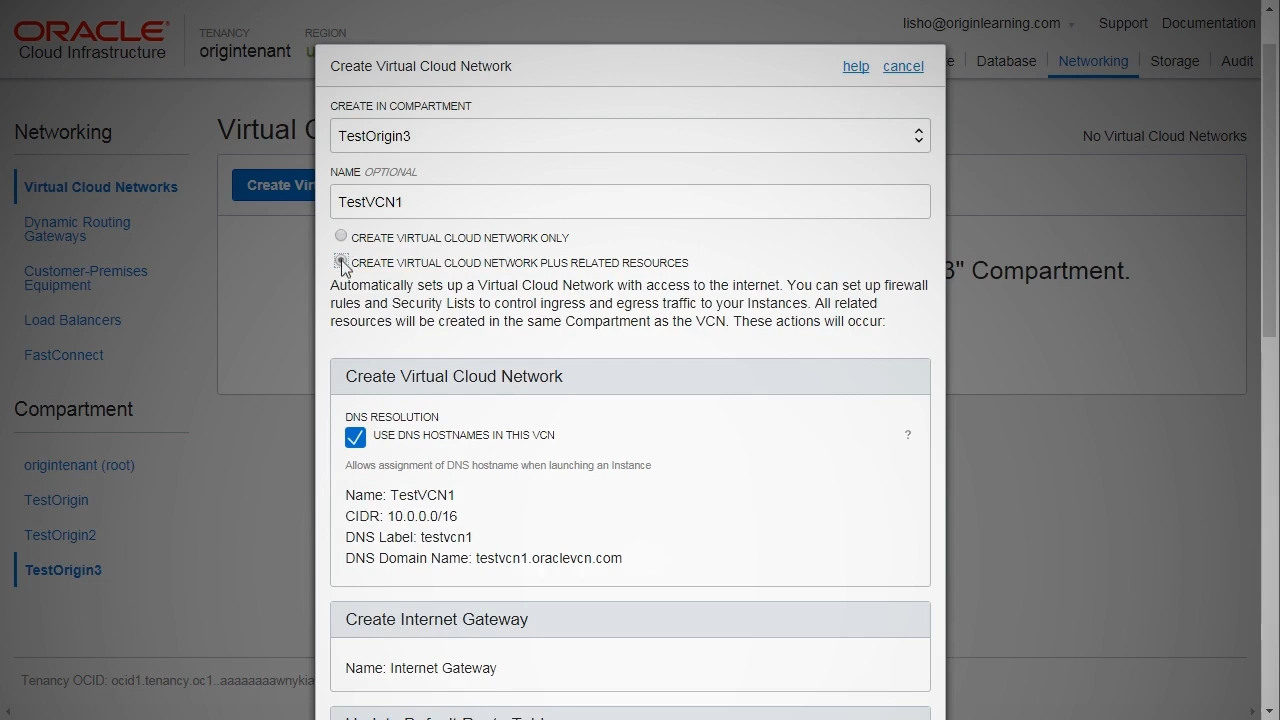 ORACLE
Cloud Infrastructure
TENANCY
origintenant
REGION
lisho@originlearning.com
Support
Documentation
Database
Networking
Storage
Audit
Networking
Virtual Cloud Networks
Dynamic Routing
Gateways
Customer-Premises
Equipment
Load Balancers
FastConnect
Compartment
origintenant (root)
TestOrigin
TestOrigin2
TestOrigin3
Virtual
No Virtual Cloud Networks
Create
3" Compartment.
Create Virtual Cloud Network
help
cancel
CREATE IN COMPARTMENT
TestOrigin3
NAME OPTIONAL
TestVCN1
CREATE VIRTUAL CLOUD NETWORK ONLY
CREATE VIRTUAL CLOUD NETWORK PLUS RELATED RESOURCES
Automatically sets up a Virtual Cloud Network with access to the internet. You can set up firewall
rules and Security Lists to control ingress and egress traffic to your Instances. All related
resources will be created in the same Compartment as the VCN. These actions will occur:
Create Virtual Cloud Network
DNS RESOLUTION
USE DNS HOSTNAMES IN THIS VCN
?
Allows assignment of DNS hostname when launching an Instance
Name: TestVCN1
CIDR: 10.0.0.0/16
DNS Label: testvcn1
DNS Domain Name: testvcn1.oraclevcn.com
Create Internet Gateway
Name: Internet Gateway
Tenancy OCID: ocid1.tenancy.oc1..aaaaaaaawnykia